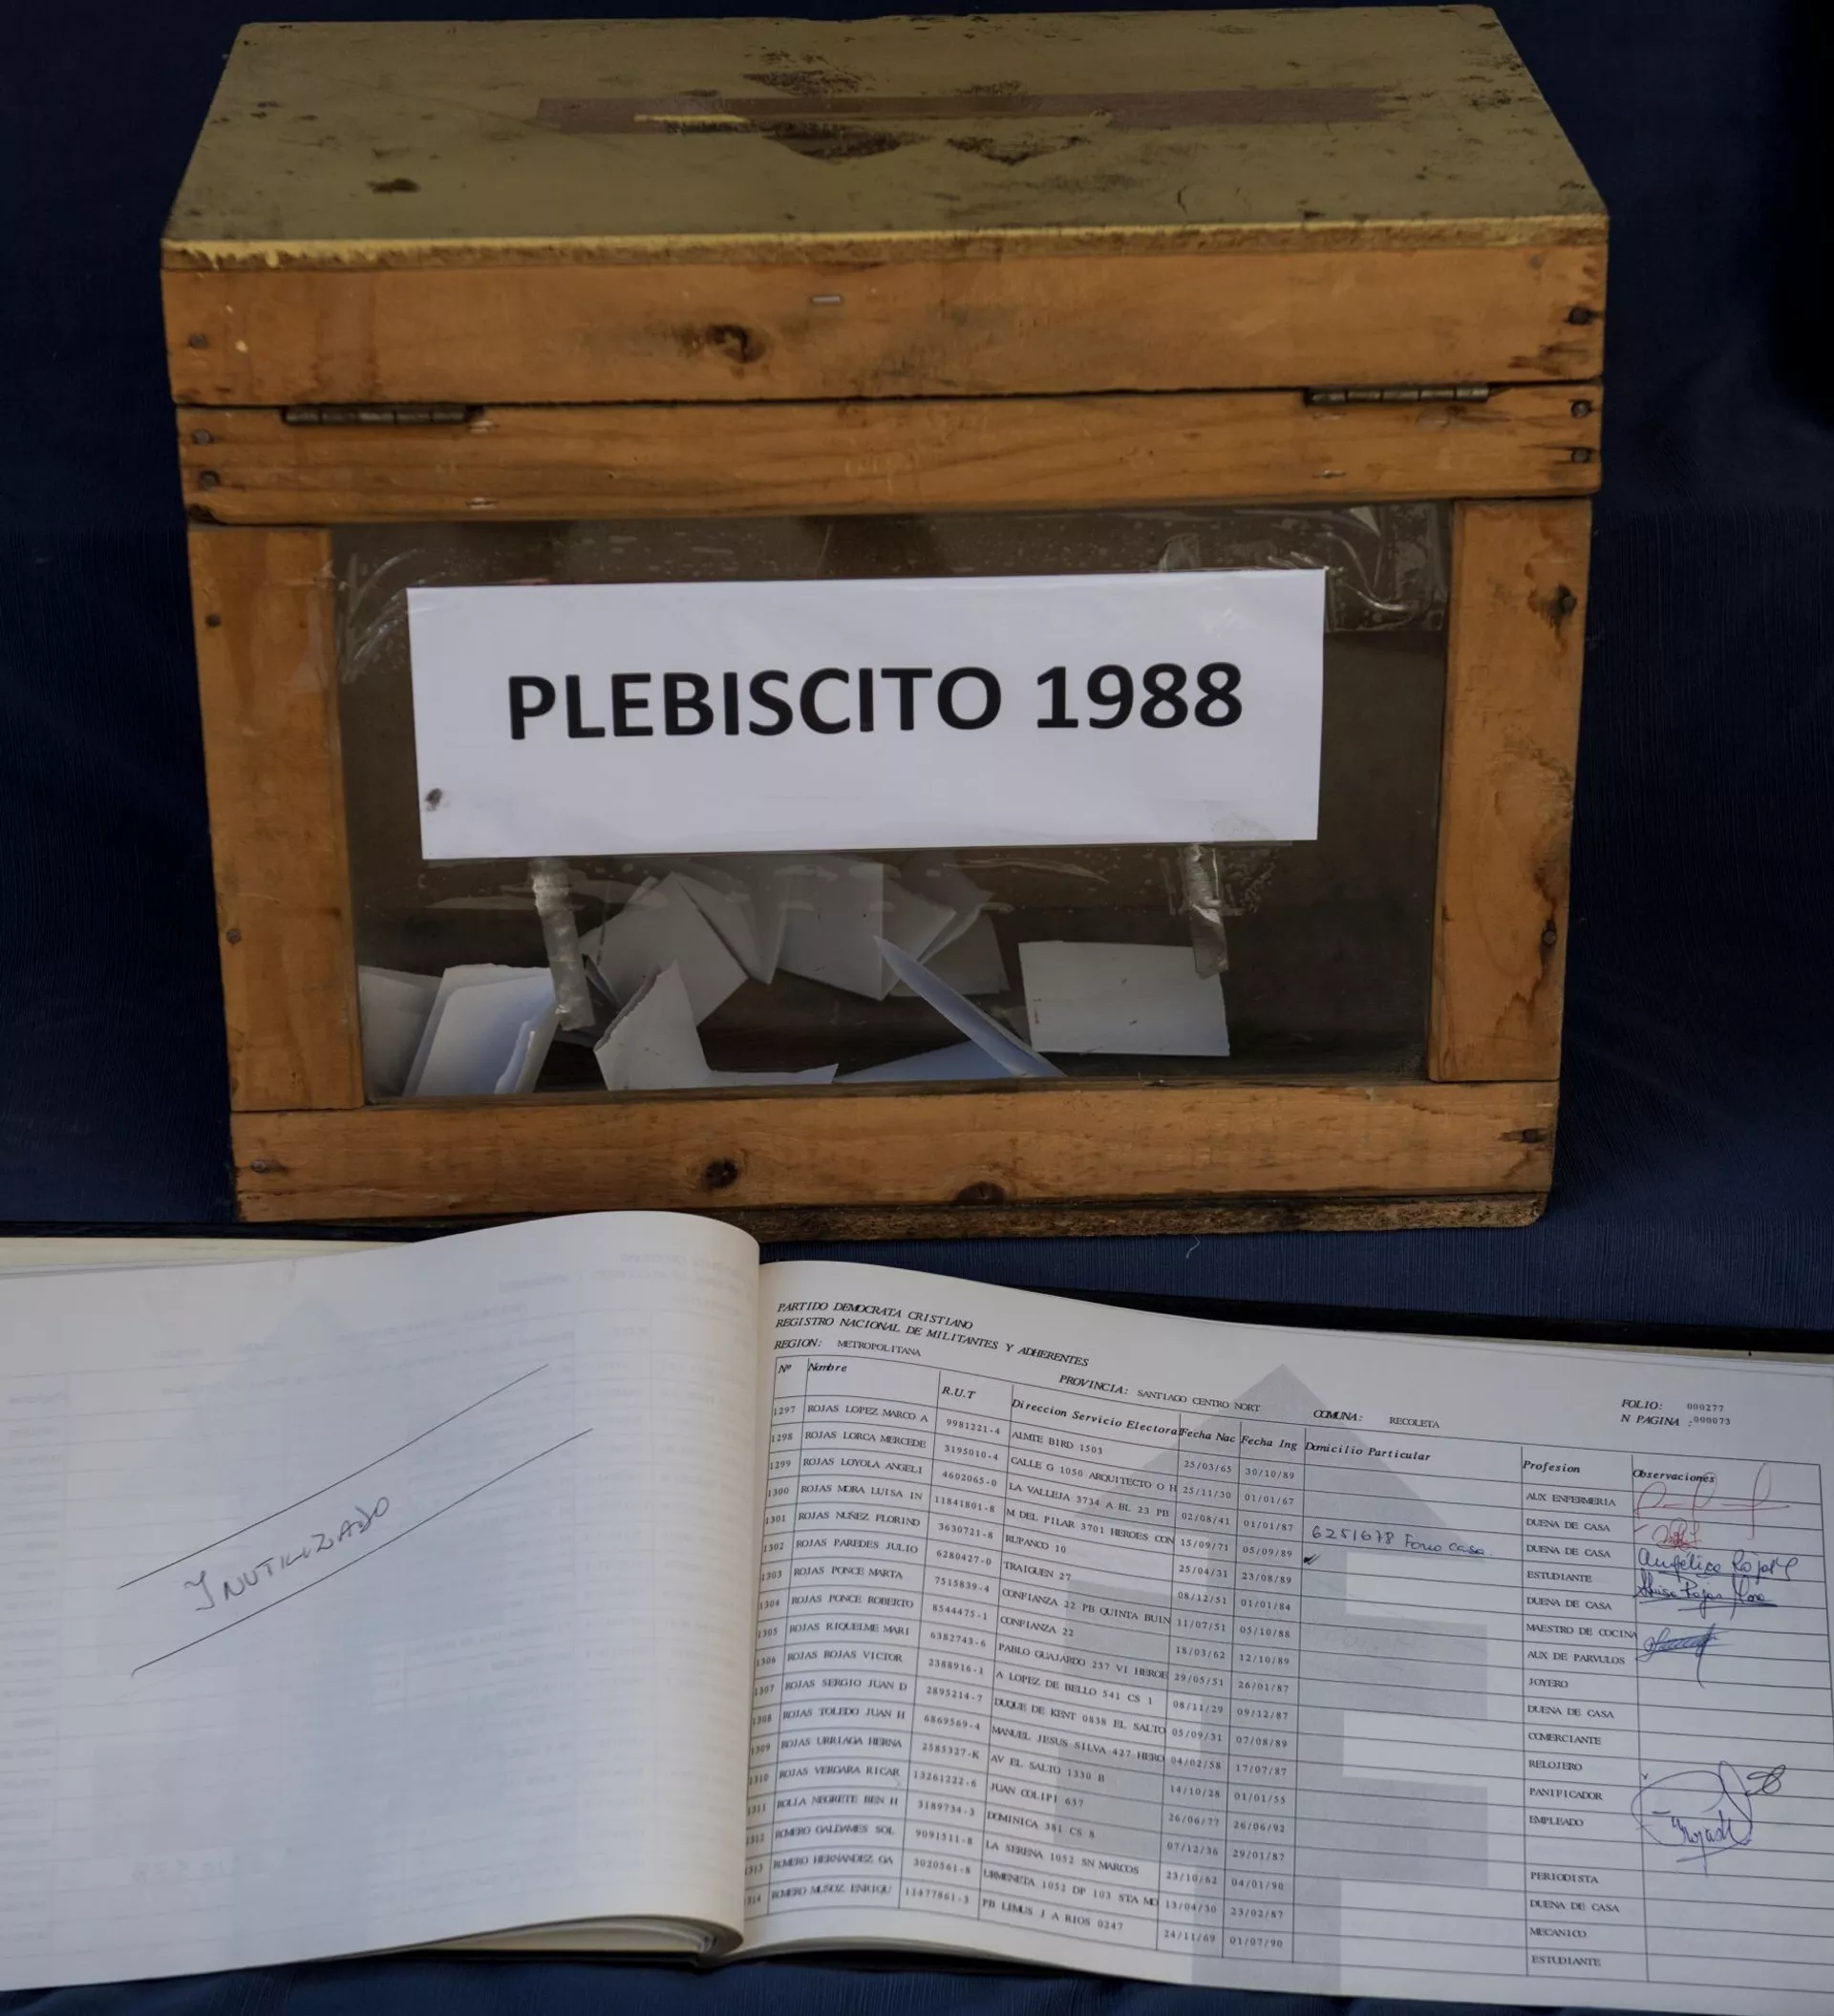 PLEBISCITO 1988
INUTILIZADO
PARTIDO DEMOCRATA CRISTIANO
REGISTRO NACIONAL DE MILITANTES Y ADHERENTES
REGION: METROPOLITANA PROVINCIA: SANTIAGO CENTRO NORT COMUNA: RECOLETA FOLIO: 000277
N PAGINA :000073
Nº Nombre R.U.T Direccion Servicio Electora Fecha Nac Fecha Ing Domicilio Particular Profesion Observaciones
1297 ROJAS LOPEZ MARCO A 9981221-4 ALMTE BIRD 1503 25/03/65 30/10/89 AUX ENFERMERIA
1298 ROJAS LORCA MERCEDE 3195010-4 CALLE G 1050 ARQUITECTO O H 25/11/30 01/01/67 DUENA DE CASA
1299 ROJAS LOYOLA ANGELI 4602065-0 LA VALLEJA 3734 A BL 23 PB 02/08/41 01/01/87 6251678 Fono casa. DUENA DE CASA Angélica Rojas L
1300 ROJAS MORA LUISA IN 11841801-8 M DEL PILAR 3701 HEROES CON 15/09/71 05/09/89 ESTUDIANTE Luisa Rojas Mora
1301 ROJAS NUÑEZ FLORIND 3630721-8 RUPANCO 10 25/04/31 23/08/89 DUENA DE CASA
1302 ROJAS PAREDES JULIO 6280427-0 TRAIGUEN 27 08/12/51 01/01/84 MAESTRO DE COCINA
1303 ROJAS PONCE MARTA 7515839-4 CONFIANZA 22 PB QUINTA BUIN 11/07/51 05/10/88 AUX DE PARVULOS
1304 ROJAS PONCE ROBERTO 8544475-1 CONFIANZA 22 18/03/62 12/10/89 JOYERO
1305 ROJAS RIQUELME MARI 6382743-6 PABLO GUAJARDO 237 VI HEROE 29/05/51 26/01/87 DUENA DE CASA
1306 ROJAS ROJAS VICTOR 2388916-1 A LOPEZ DE BELLO 541 CS 1 08/11/29 09/12/87 COMERCIANTE
1307 ROJAS SERGIO JUAN D 2895214-7 DUQUE DE KENT 0838 EL SALTO 05/09/31 07/08/89 RELOJERO
1308 ROJAS TOLEDO JUAN H 6869569-4 MANUEL JESUS SILVA 427 HERO 04/02/58 17/07/87 PANIFICADOR
1309 ROJAS URRIAGA HERNA 2585327-K AV EL SALTO 1330 B 14/10/28 01/01/55 EMPLEADO
1310 ROJAS VERGARA RICAR 13261222-6 JUAN COLIPI 657 26/06/77 26/06/92
1311 ROLLA NEGRETE BEN H 3189734-3 DOMINICA 381 CS 8 07/12/36 29/01/87 PERIODISTA
1312 ROMERO GALDAMES SOL 9091511-8 LA SERENA 1052 SN MARCOS 23/10/62 04/01/90 DUENA DE CASA
1313 ROMERO HERNANDEZ GA 3020561-8 URMENETA 1052 DP 103 STA MO 13/04/30 23/02/87 MECANICO
1314 ROMERO MUÑOZ ENRIQU 11477861-3 PB LEMUS J A RIOS 0247 24/11/69 01/07/90 ESTUDIANTE